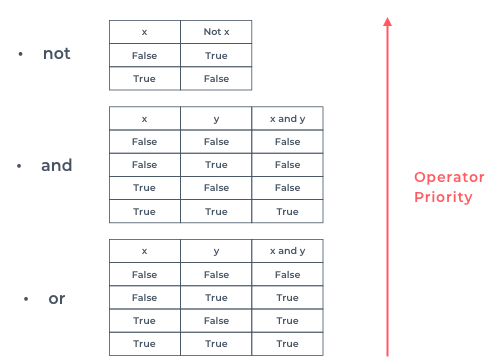 • not
x Not x
False True
True False
• and
x y x and y
False False False
False True False
True False False
True True True
• or
x y x and y
False False False
False True True
True False True
True True True
Operator
Priority